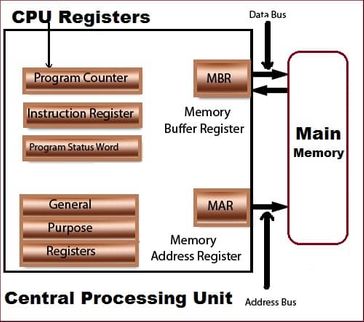 CPU Registers
Data Bus
Program Counter
MBR
Instruction Register
Memory
Buffer Register
Program Status Word
Main
Memory
General
Purpose
Registers
MAR
Memory
Address Register
Central Processing Unit
Address Bus